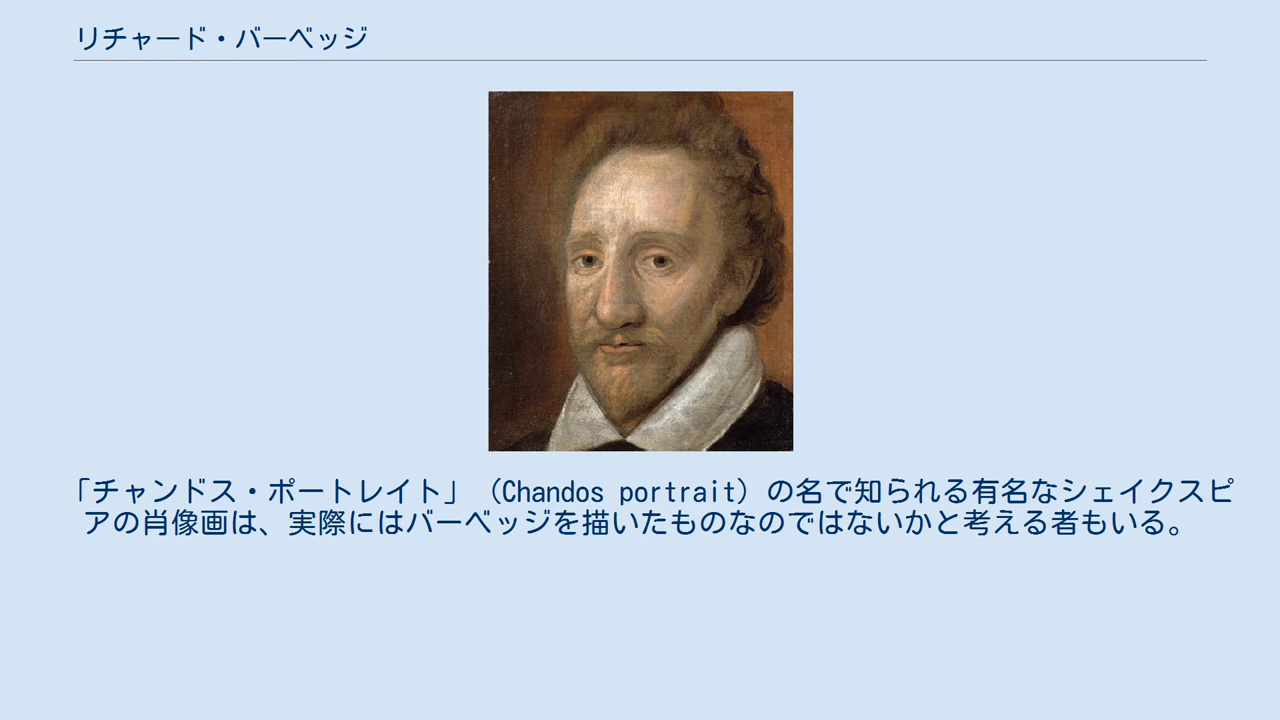 リチャード・バーベッジ
「チャンドス・ポートレイト」（Chandos portrait）の名で知られる有名なシェイクスピ
アの肖像画は、実際にはバーベッジを描いたものなのではないかと考える者もいる。